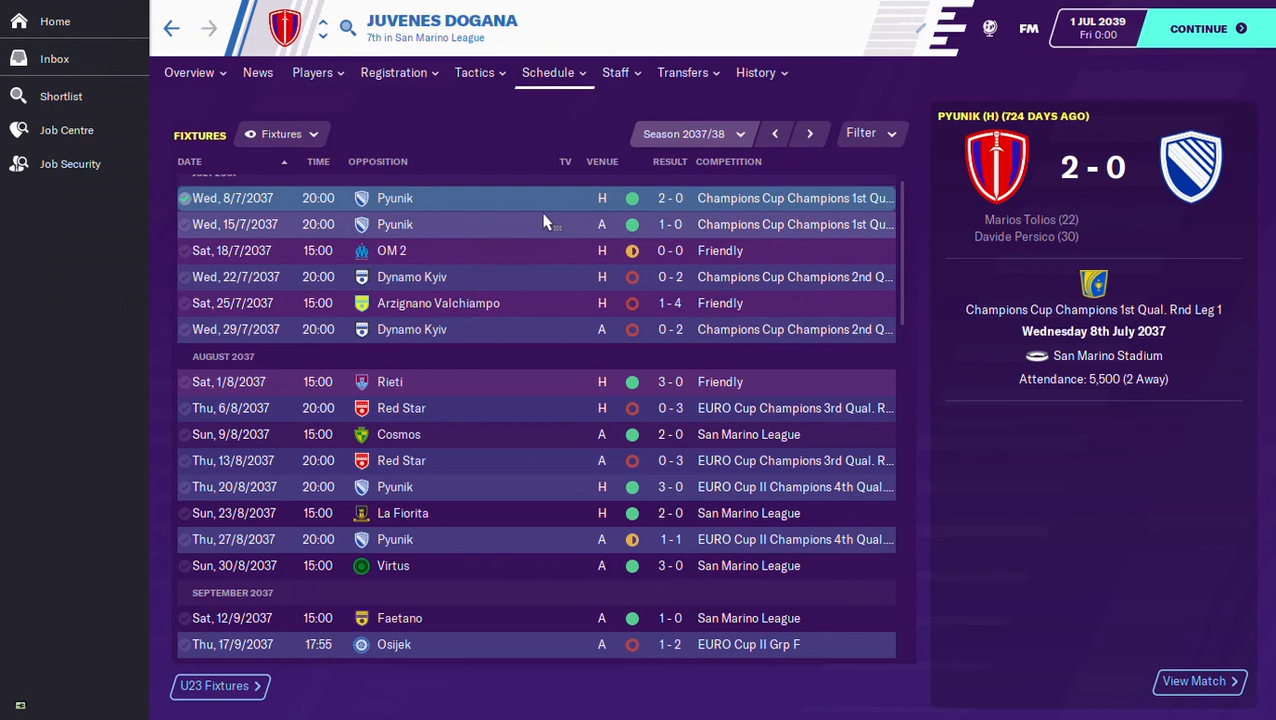 Home
Inbox
Shortlist
Job Centre
Job Security
JUVENES DOGANA
7th in San Marino League
FM
1 JUL 2039
Fri 0:00
CONTINUE
Overview News Players Registration Tactics Schedule Staff Transfers History
FIXTURES Fixtures Season 2037/38 Filter
DATE TIME OPPOSITION TV VENUE RESULT COMPETITION
Wed, 8/7/2037 20:00 Pyunik H 2 - 0 Champions Cup Champions 1st Qu...
Wed, 15/7/2037 20:00 Pyunik A 1 - 0 Champions Cup Champions 1st Qu...
Sat, 18/7/2037 15:00 OM 2 H 0 - 0 Friendly
Wed, 22/7/2037 20:00 Dynamo Kyiv H 0 - 2 Champions Cup Champions 2nd Q...
Sat, 25/7/2037 15:00 Arzignano Valchiampo H 1 - 4 Friendly
Wed, 29/7/2037 20:00 Dynamo Kyiv A 0 - 2 Champions Cup Champions 2nd Q...
AUGUST 2037
Sat, 1/8/2037 15:00 Rieti H 3 - 0 Friendly
Thu, 6/8/2037 20:00 Red Star H 0 - 3 EURO Cup Champions 3rd Qual. R...
Sun, 9/8/2037 15:00 Cosmos A 2 - 0 San Marino League
Thu, 13/8/2037 20:00 Red Star A 0 - 3 EURO Cup Champions 3rd Qual. R...
Thu, 20/8/2037 20:00 Pyunik H 3 - 0 EURO Cup II Champions 4th Qual....
Sun, 23/8/2037 15:00 La Fiorita H 2 - 0 San Marino League
Thu, 27/8/2037 20:00 Pyunik A 1 - 1 EURO Cup II Champions 4th Qual....
Sun, 30/8/2037 15:00 Virtus A 3 - 0 San Marino League
SEPTEMBER 2037
Sat, 12/9/2037 15:00 Faetano A 1 - 0 San Marino League
Thu, 17/9/2037 17:55 Osijek A 1 - 2 EURO Cup II Grp F
U23 Fixtures
PYUNIK (H) (724 DAYS AGO)
2 - 0
Marios Tolios (22)
Davide Persico (30)
Champions Cup Champions 1st Qual. Rnd Leg 1
Wednesday 8th July 2037
San Marino Stadium
Attendance: 5,500 (2 Away)
View Match